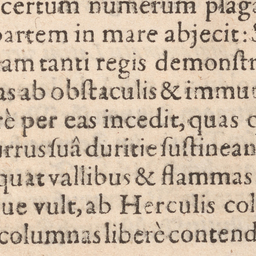 certum numerum plaga
partem in mare abjecit: S
am tanti regis demonstr
as ab obstaculis & immu
rè per eas incedit, quas c
urrus suâ duritie sustinean
quat vallibus & flammas
ue vult, ab Herculis col
columnas liberè contend